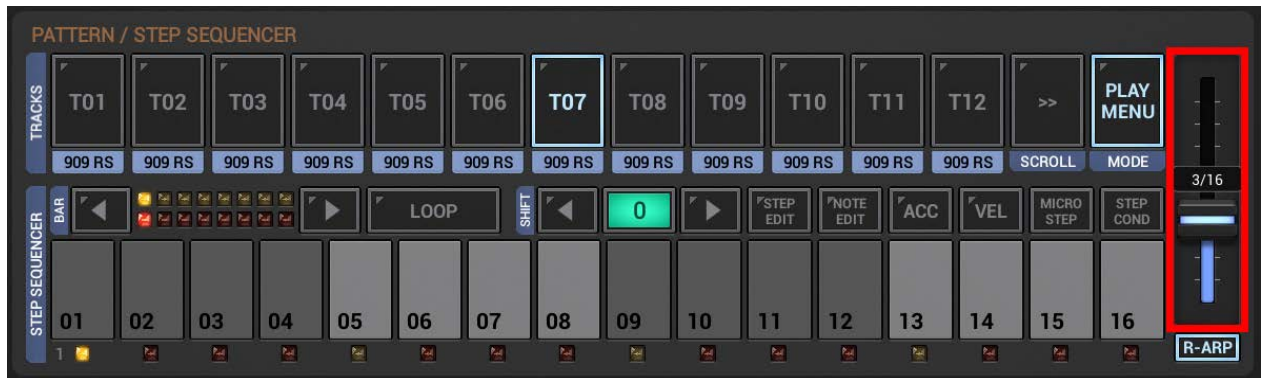 PATTERN / STEP SEQUENCER
TRACKS
T01 T02 T03 T04 T05 T06 T07 T08 T09 T10 T11 T12 >> PLAY MENU
909 RS 909 RS 909 RS 909 RS 909 RS 909 RS 909 RS 909 RS 909 RS 909 RS 909 RS 909 RS SCROLL MODE
3/16
STEP SEQUENCER
BAR LOOP SHIFT 0 STEP EDIT NOTE EDIT ACC VEL MICRO STEP STEP COND
01 02 03 04 05 06 07 08 09 10 11 12 13 14 15 16
1 R-ARP